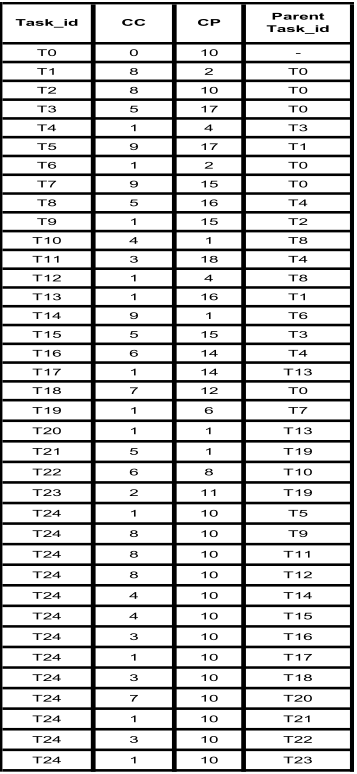 Task_id CC CP Parent Task_id
T0 0 10 -
T1 8 2 T0
T2 8 10 T0
T3 5 17 T0
T4 1 4 T3
T5 9 17 T1
T6 1 2 T0
T7 9 15 T0
T8 5 16 T4
T9 1 15 T2
T10 4 1 T8
T11 3 18 T4
T12 1 4 T8
T13 1 16 T1
T14 9 1 T6
T15 5 15 T3
T16 6 14 T4
T17 1 14 T13
T18 7 12 T0
T19 1 6 T7
T20 1 1 T13
T21 5 1 T19
T22 6 8 T10
T23 2 11 T19
T24 1 10 T5
T24 8 10 T9
T24 8 10 T11
T24 8 10 T12
T24 4 10 T14
T24 4 10 T15
T24 3 10 T16
T24 1 10 T17
T24 3 10 T18
T24 7 10 T20
T24 1 10 T21
T24 3 10 T22
T24 1 10 T23